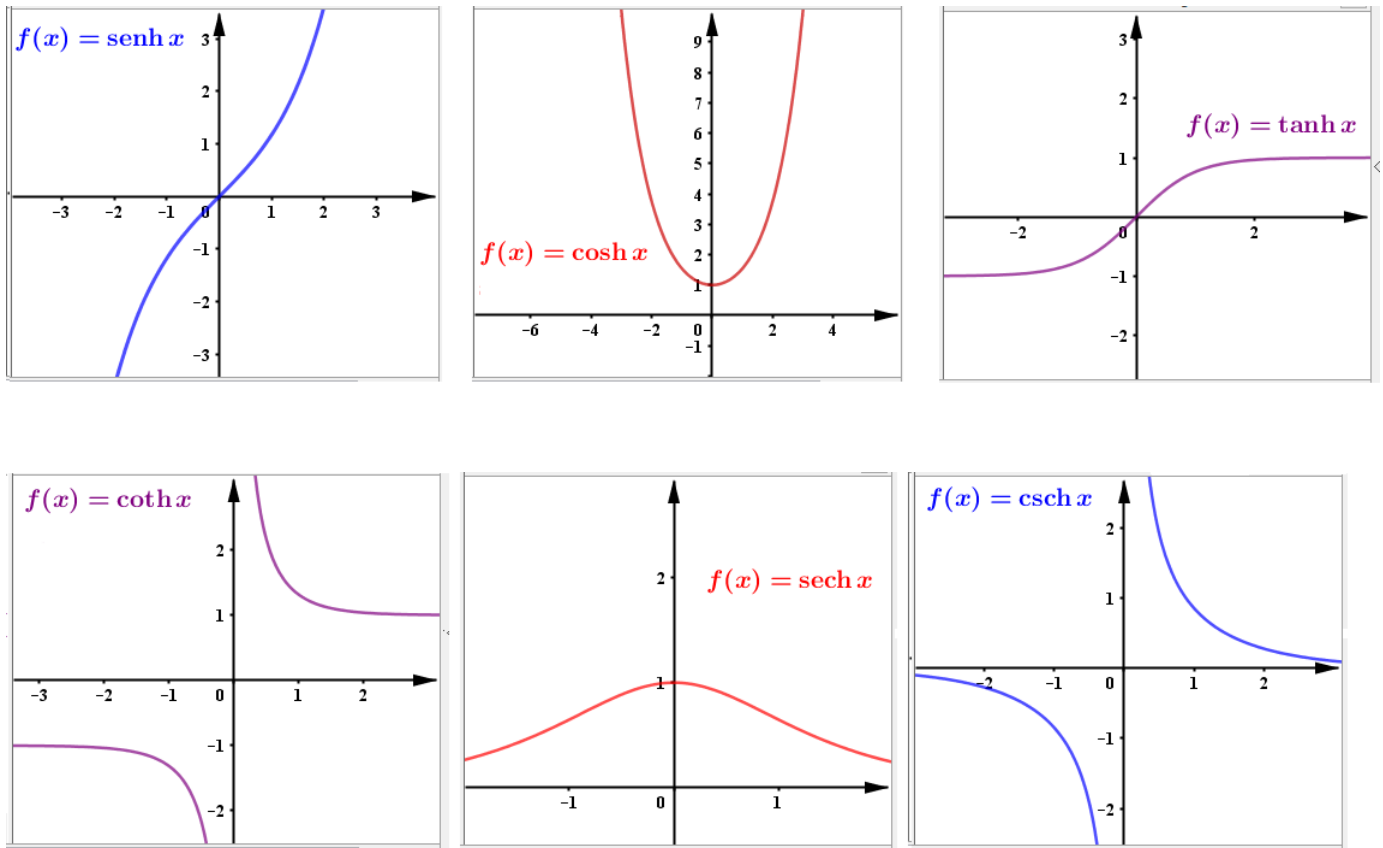 f(x) = senh x
3
2
1
-3 -2 -1 0 1 2 3
-1
-2
-3
9
8
7
6
5
4
3
f(x) = cosh x 2
1
-6 -4 -2 0 2 4
-1
3
2
f(x) = tanh x
1
-2 0 2
-1
-2
f(x) = coth x
2
1
-3 -2 -1 0 1 2
-1
-2
2 f(x) = sech x
1
-1 0 1
f(x) = csch x
2
1
-2 -1 0 1 2
-1
-2